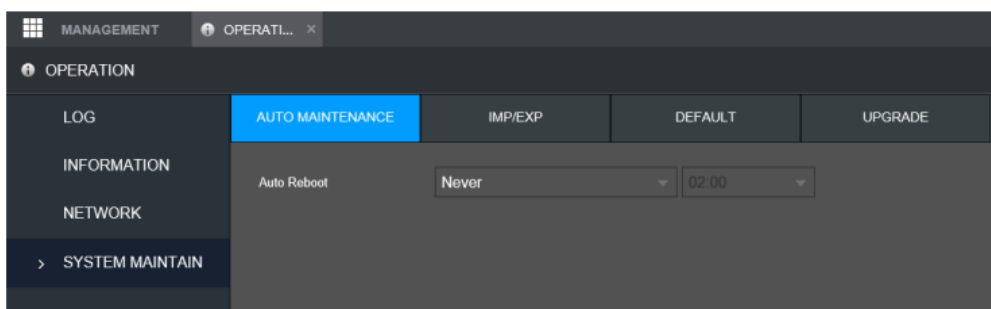 MANAGEMENT OPERATI... ×
OPERATION
LOG
AUTO MAINTENANCE IMP/EXP DEFAULT UPGRADE
INFORMATION
Auto Reboot Never 02:00
NETWORK
> SYSTEM MAINTAIN